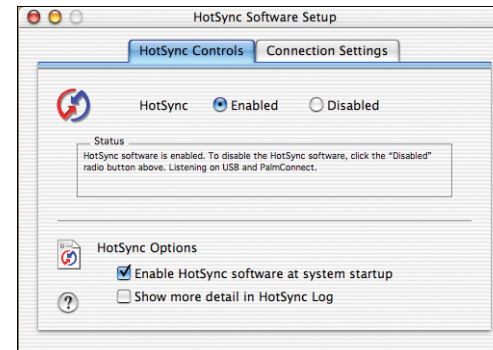 HotSync Software Setup
HotSync Controls Connection Settings
HotSync Enabled Disabled
Status
HotSync software is enabled. To disable the HotSync software, click the “Disabled”
radio button above. Listening on USB and PalmConnect.
HotSync Options
Enable HotSync software at system startup
Show more detail in HotSync Log
?